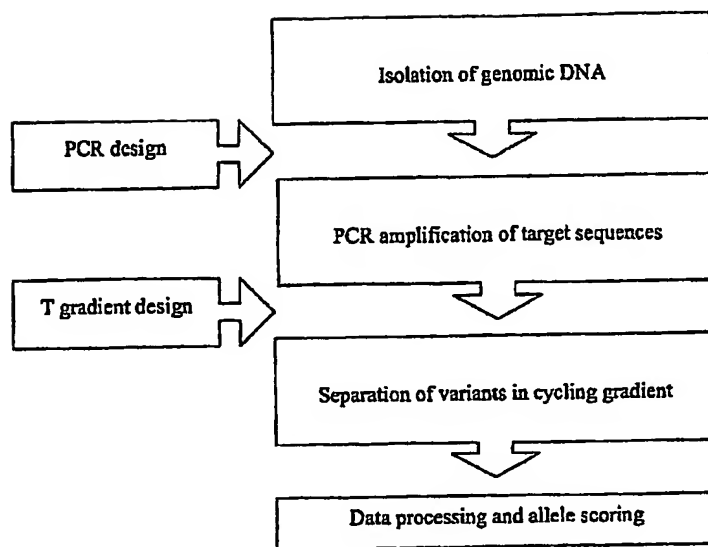 Isolation of genomic DNA
PCR design
PCR amplification of target sequences
T gradient design
Separation of variants in cycling gradient
Data processing and allele scoring